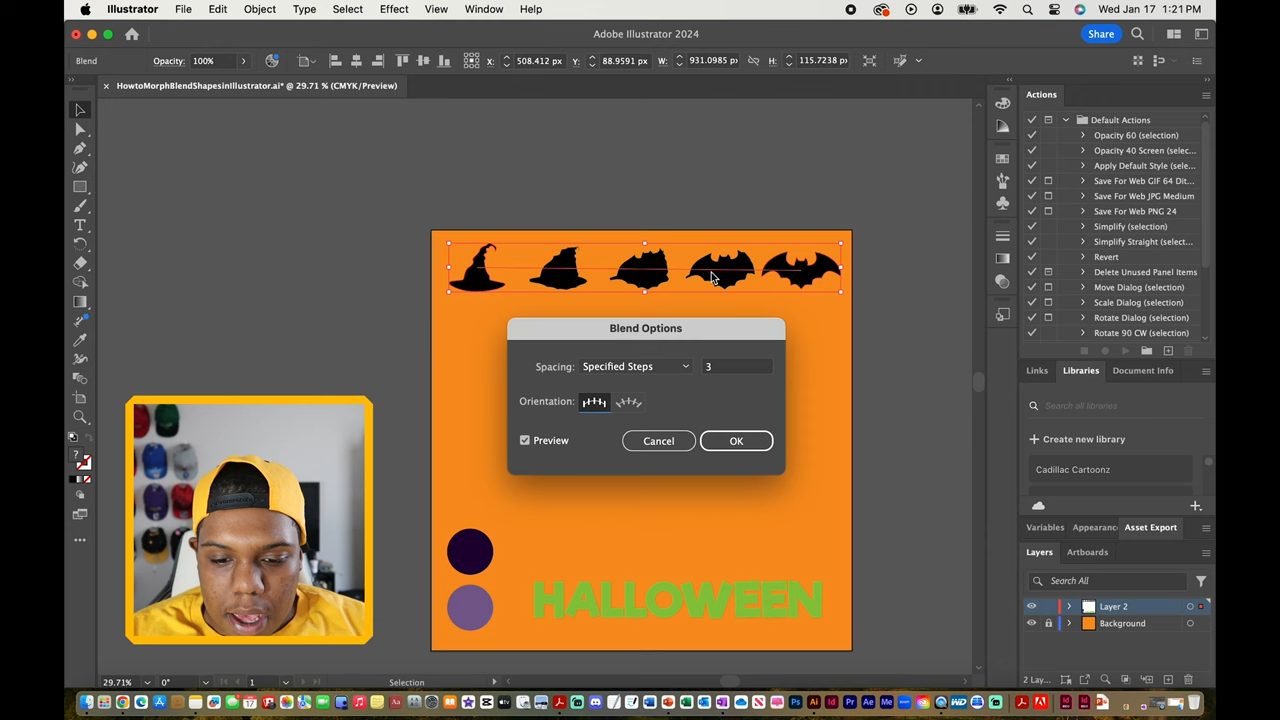 Illustrator File Edit Object Type Select Effect View Window Help
Wed Jan 17 1:21PM
Adobe Illustrator 2024
Share
Blend
Opacity: 100%
X: 508.412 px
Y: 88.9591 px
W: 931.0985 px
H: 115.7238 px
HowtoMorphBlendShapesinIllustrator.ai* @ 29.71 % (CMYK/Preview)
Actions
Default Actions
Opacity 60 (selection)
Opacity 40 Screen (selec...
Apply Default Style (sele...
Save For Web GIF 64 Dit...
Save For Web JPG Medium
Save For Web PNG 24
Simplify (selection)
Simplify Straight (select...
Revert
Delete Unused Panel Items
Move Dialog (selection)
Scale Dialog (selection)
Rotate Dialog (selection)
Rotate 90 CW (selection)
Blend Options
Spacing: Specified Steps 3
Orientation:
Preview
Cancel
OK
HALLOWEEN
Links Libraries Document Info
Search all libraries
Create new library
Cadillac Cartoonz
Variables Appearanc Asset Export
Layers Artboards
Search All
Layer 2
Background
2 Lay...
29.71%
0°
1
Selection